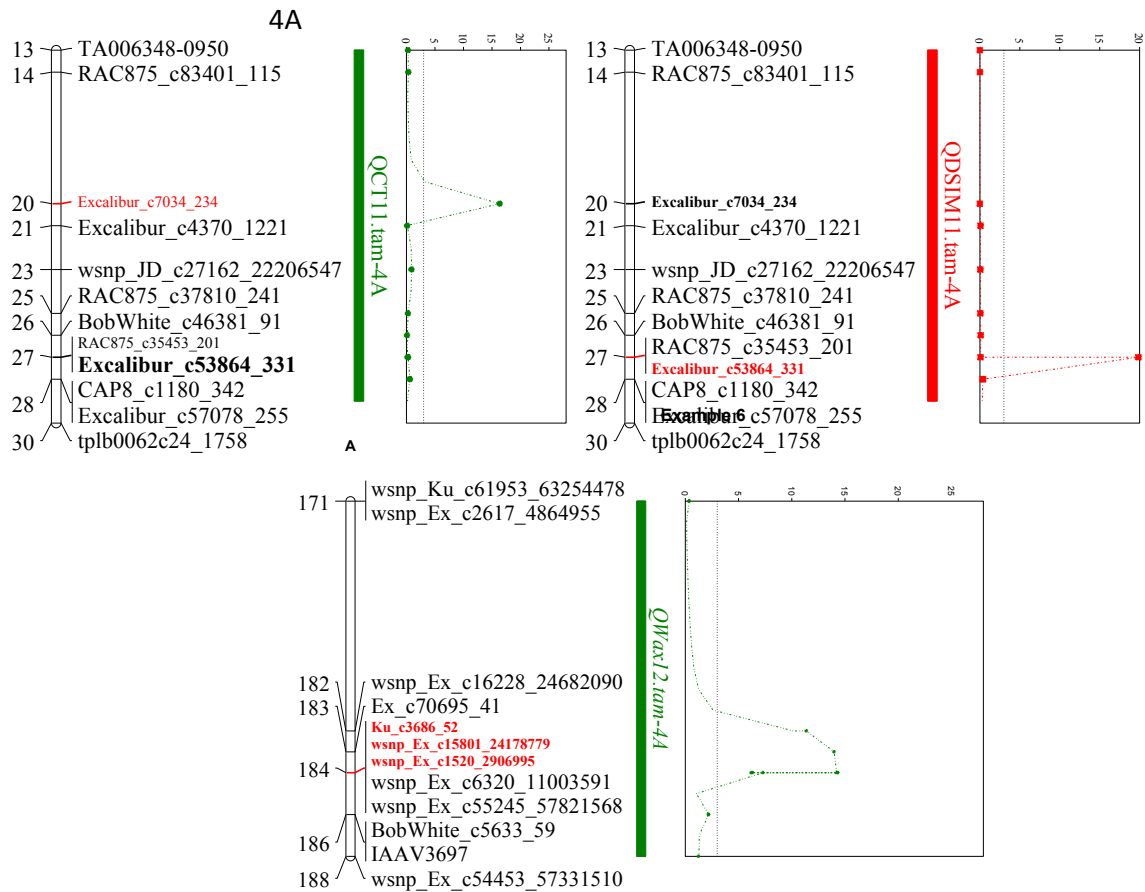 4A
13 TA006348-0950
14 RAC875_c83401_115
20 Excalibur_c7034_234
21 Excalibur_c4370_1221
23 wsnp_JD_c27162_22206547
25 RAC875_c37810_241
26 BobWhite_c46381_91
RAC875_c35453_201
27 Excalibur_c53864_331
CAP8_c1180_342
28 Excalibur_c57078_255
30 tplb0062c24_1758
QCT11.tam-4A
0 5 10 15 20 25
A
13 TA006348-0950
14 RAC875_c83401_115
20 Excalibur_c7034_234
21 Excalibur_c4370_1221
23 wsnp_JD_c27162_22206547
25 RAC875_c37810_241
26 BobWhite_c46381_91
RAC875_c35453_201
27 Excalibur_c53864_331
CAP8_c1180_342
28 Excalibur_c57078_255
Example 6
30 tplb0062c24_1758
QDSIM11.tam-4A
0 5 10 15 20
wsnp_Ku_c61953_63254478
171 wsnp_Ex_c2617_4864955
182 wsnp_Ex_c16228_24682090
183 Ex_c70695_41
Ku_c3686_52
wsnp_Ex_c15801_24178779
184 wsnp_Ex_c1520_2906995
wsnp_Ex_c6320_11003591
wsnp_Ex_c55245_57821568
186 BobWhite_c5633_59
IAAV3697
188 wsnp_Ex_c54453_57331510
QWax12.tam-4A
0 5 10 15 20 25